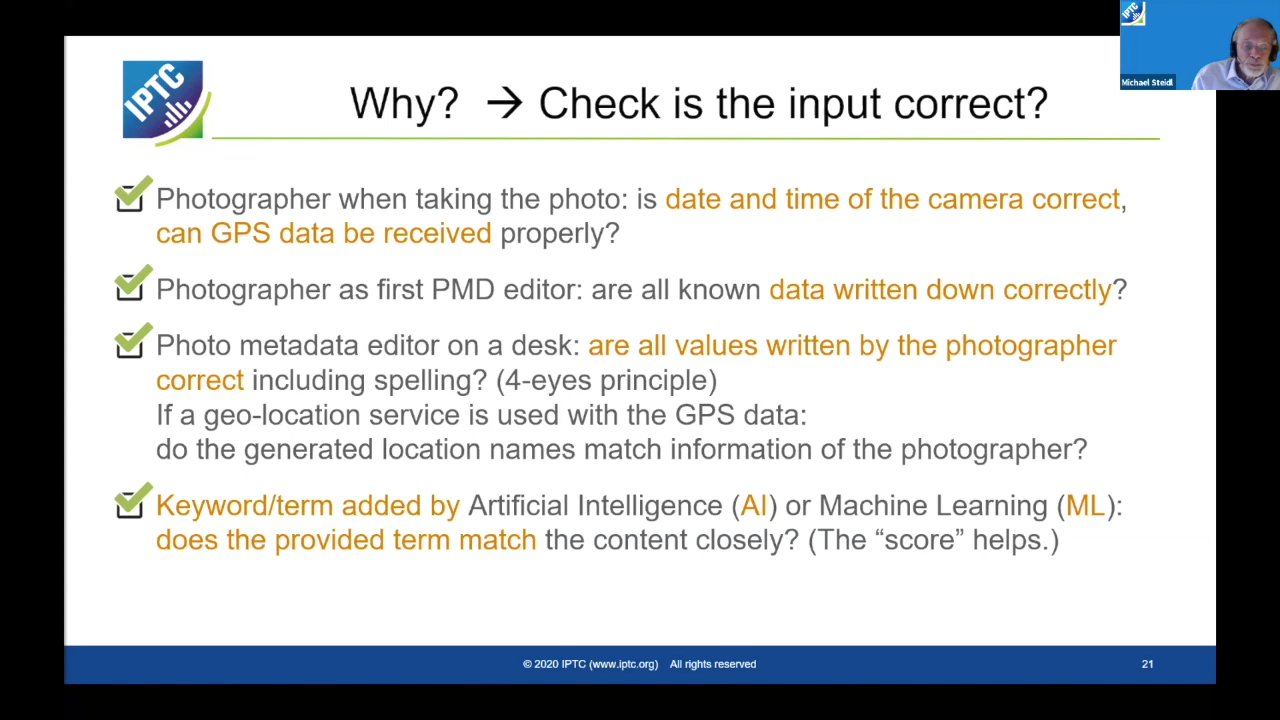 IPTC
Michael Steidl
IPTC
Why? → Check is the input correct?
Photographer when taking the photo: is date and time of the camera correct,
can GPS data be received properly?
Photographer as first PMD editor: are all known data written down correctly?
Photo metadata editor on a desk: are all values written by the photographer
correct including spelling? (4-eyes principle)
If a geo-location service is used with the GPS data:
do the generated location names match information of the photographer?
Keyword/term added by Artificial Intelligence (AI) or Machine Learning (ML):
does the provided term match the content closely? (The “score” helps.)
© 2020 IPTC (www.iptc.org) All rights reserved
21